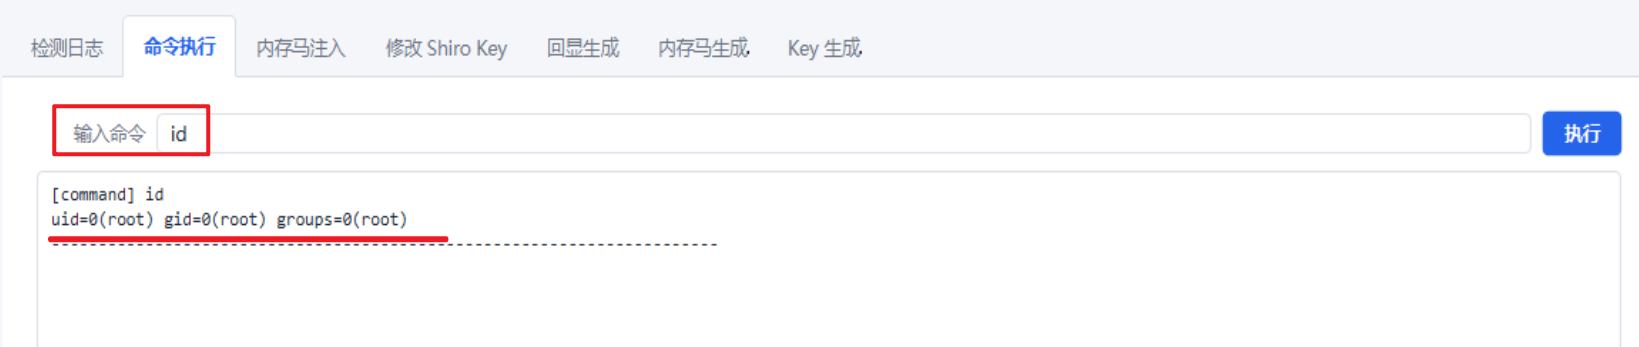 检测日志 命令执行 内存马注入 修改 Shiro Key 回显生成 内存马生成 Key 生成
输入命令 id 执行
[command] id
uid=0(root) gid=0(root) groups=0(root)
-----------------------------------------------------------------------